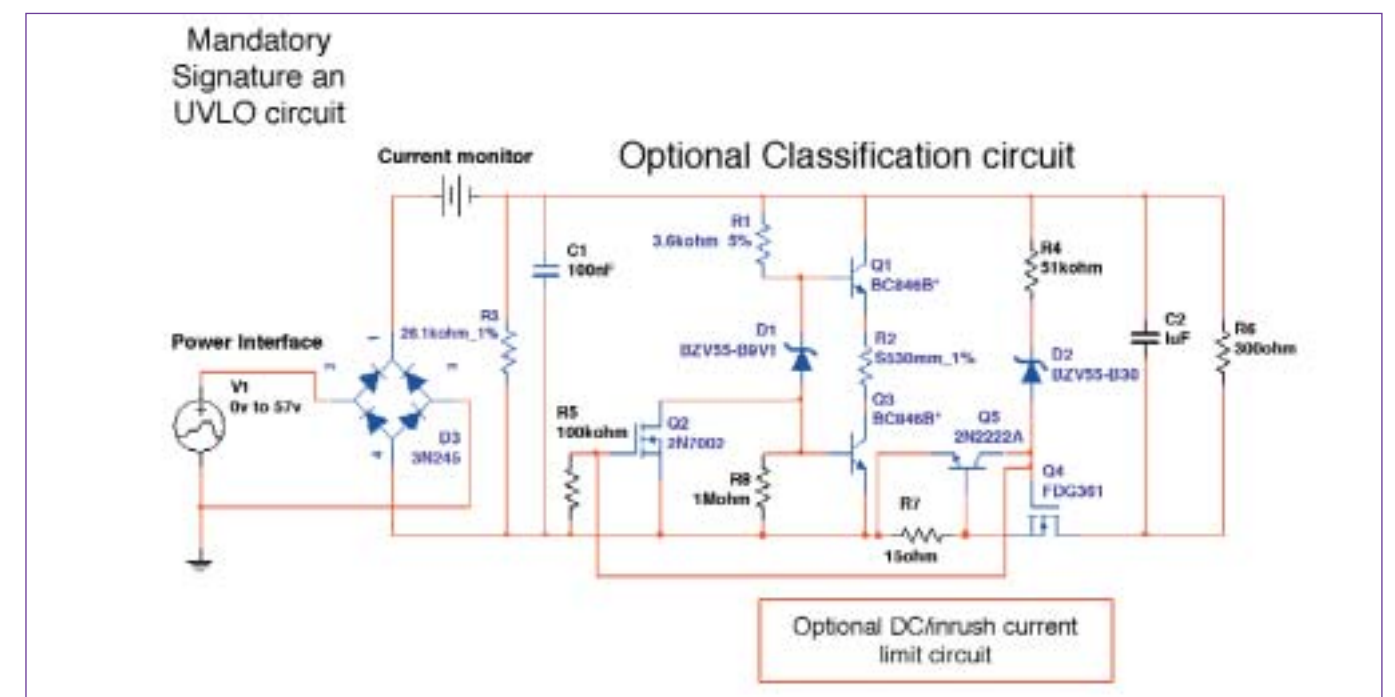 Mandatory
Signature an
UVLO circuit
Current monitor
Optional Classification circuit
R1
3.6kohm 5%
C1
100nF
Q1
BC846B*
R4
51kohm
R3
26.1kohm_1%
Power Interface
V1
0v to 57v
D1
BZV55-B9V1
R2
S530mm_1%
C2
1uF
R6
300ohm
D2
BZV55-B30
Q3
BC846B*
R5
100kohm
Q2
2N7002
Q5
2N2222A
D3
3N245
R8
1Mohm
Q4
FDG361
R7
15ohm
Optional DC/inrush current
limit circuit